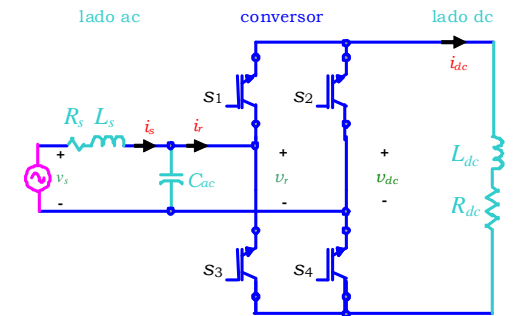 lado ac conversor lado dc
i_dc
S1 S2
R_s L_s i_s i_r
+ + +
v_s C_ac v_r v_dc L_dc
- - -
R_dc
S3 S4